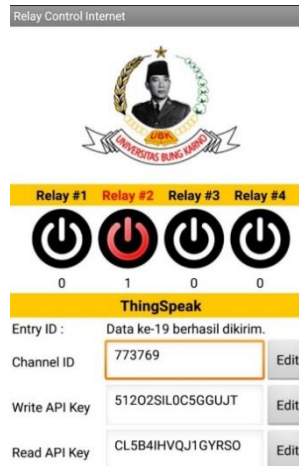 Relay Control Internet
UBK
UNIVERSITAS BUNG KARNO
Relay #1 Relay #2 Relay #3 Relay #4
0 1 0 0
ThingSpeak
Entry ID : Data ke-19 berhasil dikirim.
Channel ID 773769 Edit
Write API Key 512O2SIL0C5GGUJT Edit
Read API Key CL5B4IHVQJ1GYRSO Edit